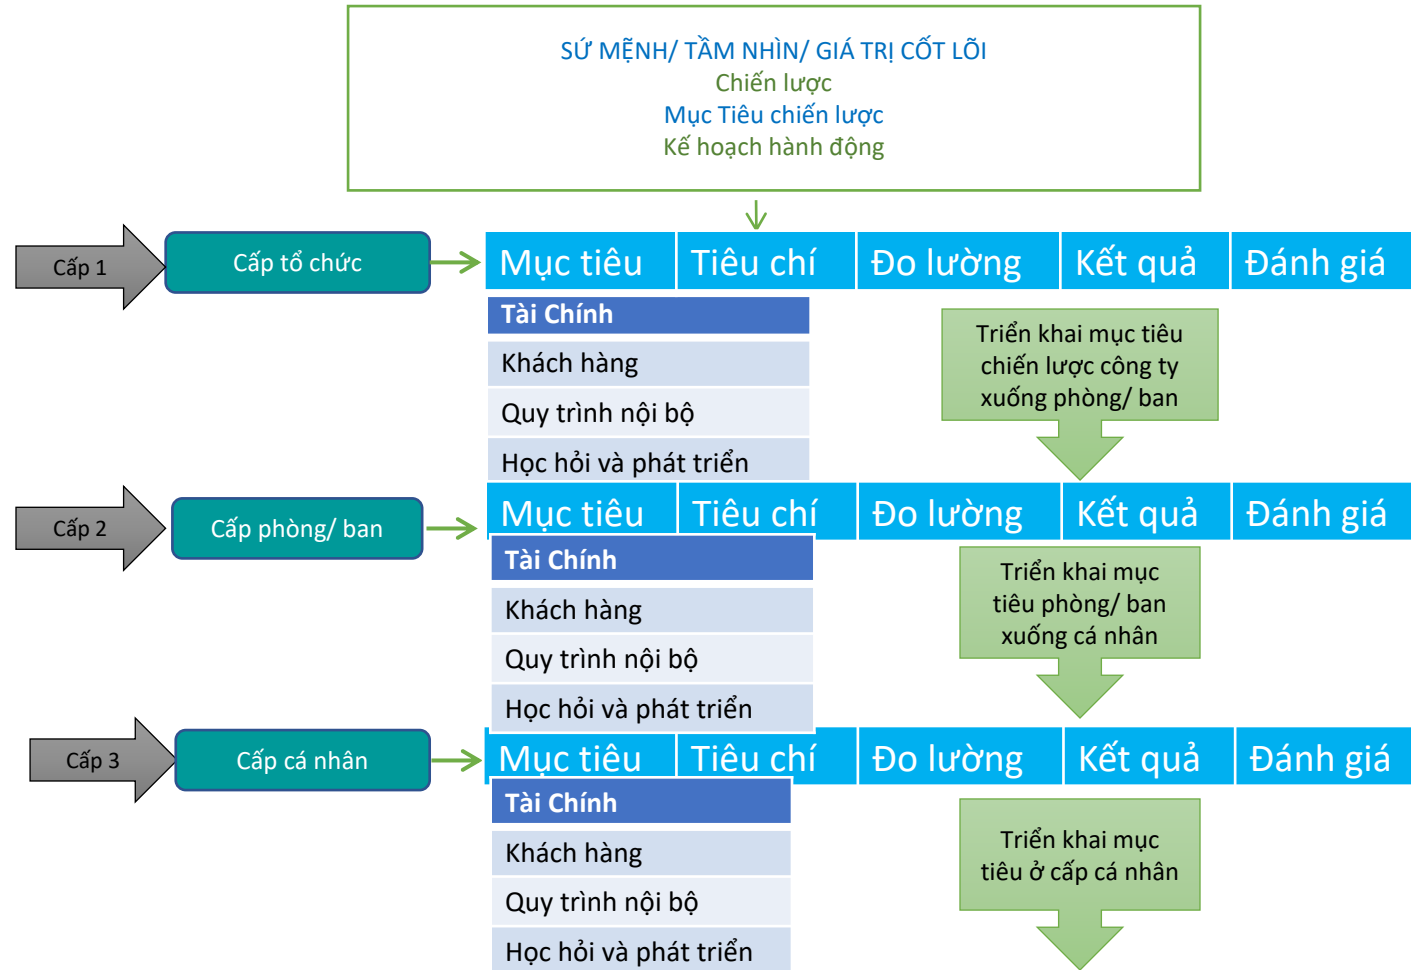 SỨ MỆNH/ TẦM NHÌN/ GIÁ TRỊ CỐT LÕI
Chiến lược
Mục Tiêu chiến lược
Kế hoạch hành động
Cấp 1
Cấp tổ chức
Mục tiêu
Tiêu chí
Đo lường
Kết quả
Đánh giá
Tài Chính
Khách hàng
Quy trình nội bộ
Học hỏi và phát triển
Triển khai mục tiêu
chiến lược công ty
xuống phòng/ ban
Cấp 2
Cấp phòng/ ban
Mục tiêu
Tiêu chí
Đo lường
Kết quả
Đánh giá
Tài Chính
Khách hàng
Quy trình nội bộ
Học hỏi và phát triển
Triển khai mục
tiêu phòng/ ban
xuống cá nhân
Cấp 3
Cấp cá nhân
Mục tiêu
Tiêu chí
Đo lường
Kết quả
Đánh giá
Tài Chính
Khách hàng
Quy trình nội bộ
Học hỏi và phát triển
Triển khai mục
tiêu ở cấp cá nhân